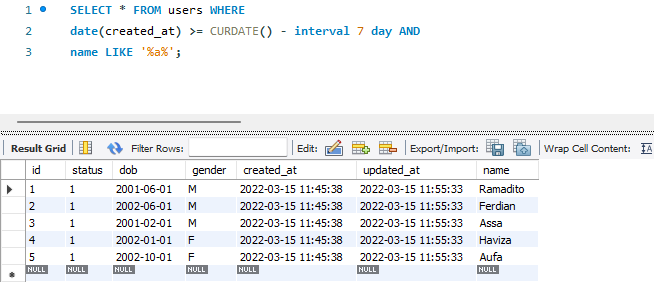 1 SELECT * FROM users WHERE
2 date(created_at) >= CURDATE() - interval 7 day AND
3 name LIKE '%a%';
Result Grid Filter Rows: Edit: Export/Import: Wrap Cell Content:
id status dob gender created_at updated_at name
1 1 2001-06-01 M 2022-03-15 11:45:38 2022-03-15 11:55:33 Ramadito
2 1 2002-06-01 M 2022-03-15 11:45:38 2022-03-15 11:55:33 Ferdian
3 1 2001-02-01 M 2022-03-15 11:45:38 2022-03-15 11:55:33 Assa
4 1 2002-01-01 F 2022-03-15 11:45:38 2022-03-15 11:55:33 Haviza
5 1 2002-10-01 F 2022-03-15 11:45:38 2022-03-15 11:55:33 Aufa
NULL NULL NULL NULL NULL NULL NULL